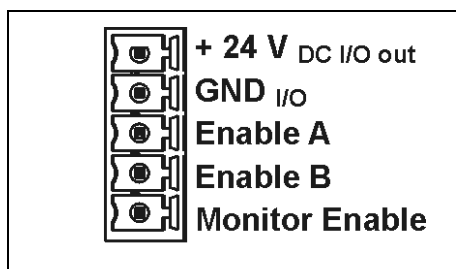 + 24 V DC I/O out
GND I/O
Enable A
Enable B
Monitor Enable